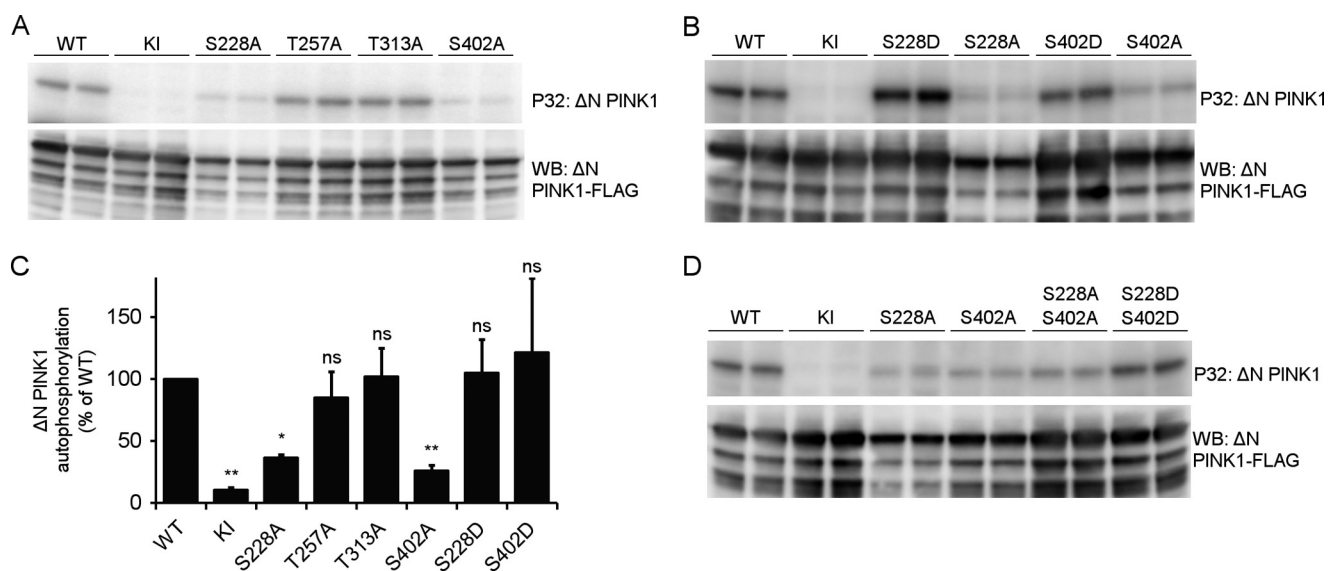 A
WT KI S228A T257A T313A S402A
P32: ΔN PINK1
WB: ΔN
PINK1-FLAG
B
WT KI S228D S228A S402D S402A
P32: ΔN PINK1
WB: ΔN
PINK1-FLAG
C
ΔN PINK1
autophosphorylation
(% of WT)
150
100
50
0
** * ns ns ** ns ns
WT KI S228A T257A T313A S402A S228D S402D
D
WT KI S228A S402A S228A S402A S228D S402D
P32: ΔN PINK1
WB: ΔN
PINK1-FLAG